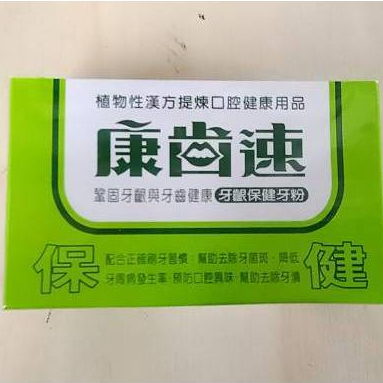 植物性漢方提煉口腔健康用品
康齒速
鞏固牙齦與牙齒健康 牙齦保健牙粉
保健
配合正確刷牙習慣，幫助去除牙菌斑、降低
牙周病發生率、預防口腔異味、幫助去除牙漬